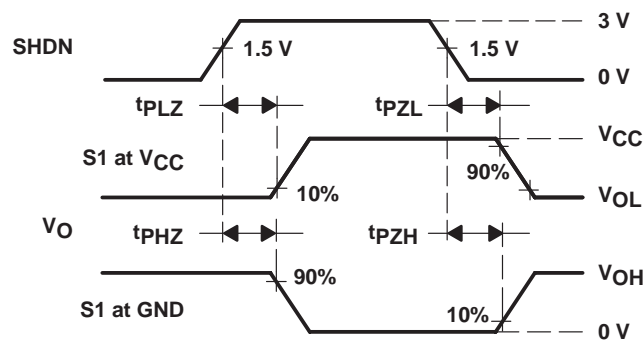 3 V
SHDN
1.5 V
1.5 V
0 V
tPLZ
tPZL
VCC
S1 at VCC
90%
10%
VOL
VO
tPHZ
tPZH
VOH
90%
S1 at GND
10%
0 V